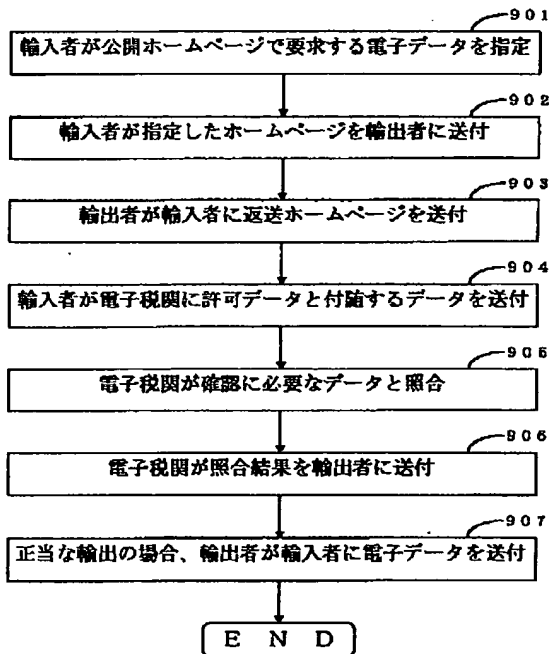 901
輸入者が公開ホームページで要求する電子データを指定
902
輸入者が指定したホームページを輸出者に送付
903
輸出者が輸入者に返送ホームページを送付
904
輸入者が電子税関に許可データと付随するデータを送付
905
電子税関が確認に必要なデータと照合
906
電子税関が照合結果を輸出者に送付
907
正当な輸出の場合、輸出者が輸入者に電子データを送付
END